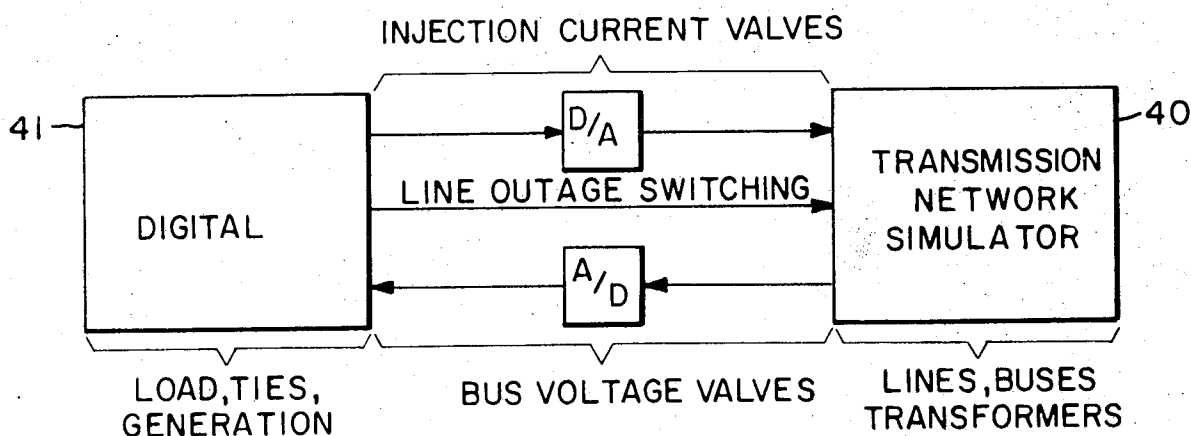 INJECTION CURRENT VALVES
41
D/A
40
LINE OUTAGE SWITCHING
DIGITAL
TRANSMISSION
NETWORK
SIMULATOR
A/D
LOAD, TIES,
GENERATION
BUS VOLTAGE VALVES
LINES, BUSES
TRANSFORMERS